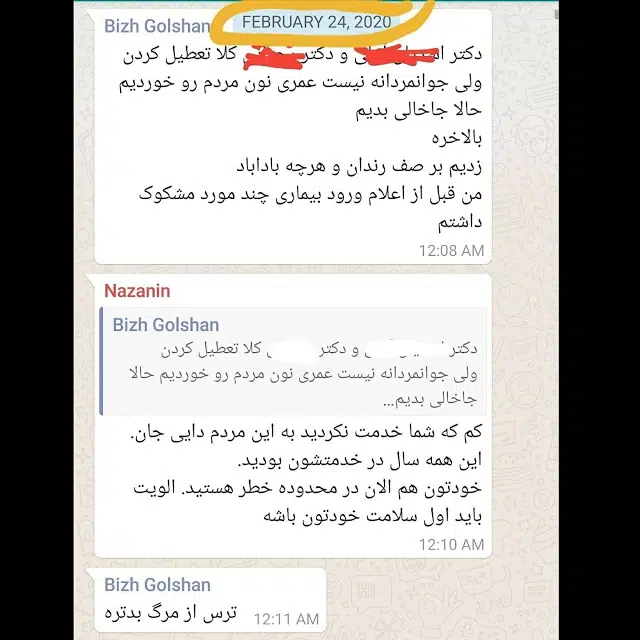 FEBRUARY 24, 2020
Bizh Golshan
دکتر و دکتر کلا تعطیل کردن
ولی جوانمردانه نیست عمری نون مردم رو خوردیم
حالا جاخالی بدیم
بالاخره
زدیم بر صف رندان و هرچه باداباد
من قبل از اعلام ورود بیماری چند مورد مشکوک
داشتم
12:08 AM
Nazanin
Bizh Golshan
دکتر و دکتر کلا تعطیل کردن
ولی جوانمردانه نیست عمری نون مردم رو خوردیم حالا
جاخالی بدیم...
کم که شما خدمت نکردید به این مردم دایی جان.
این همه سال در خدمتشون بودید.
خودتون هم الان در محدوده خطر هستید. الویت
باید اول سلامت خودتون باشه
12:10 AM
Bizh Golshan
ترس از مرگ بدتره
12:11 AM